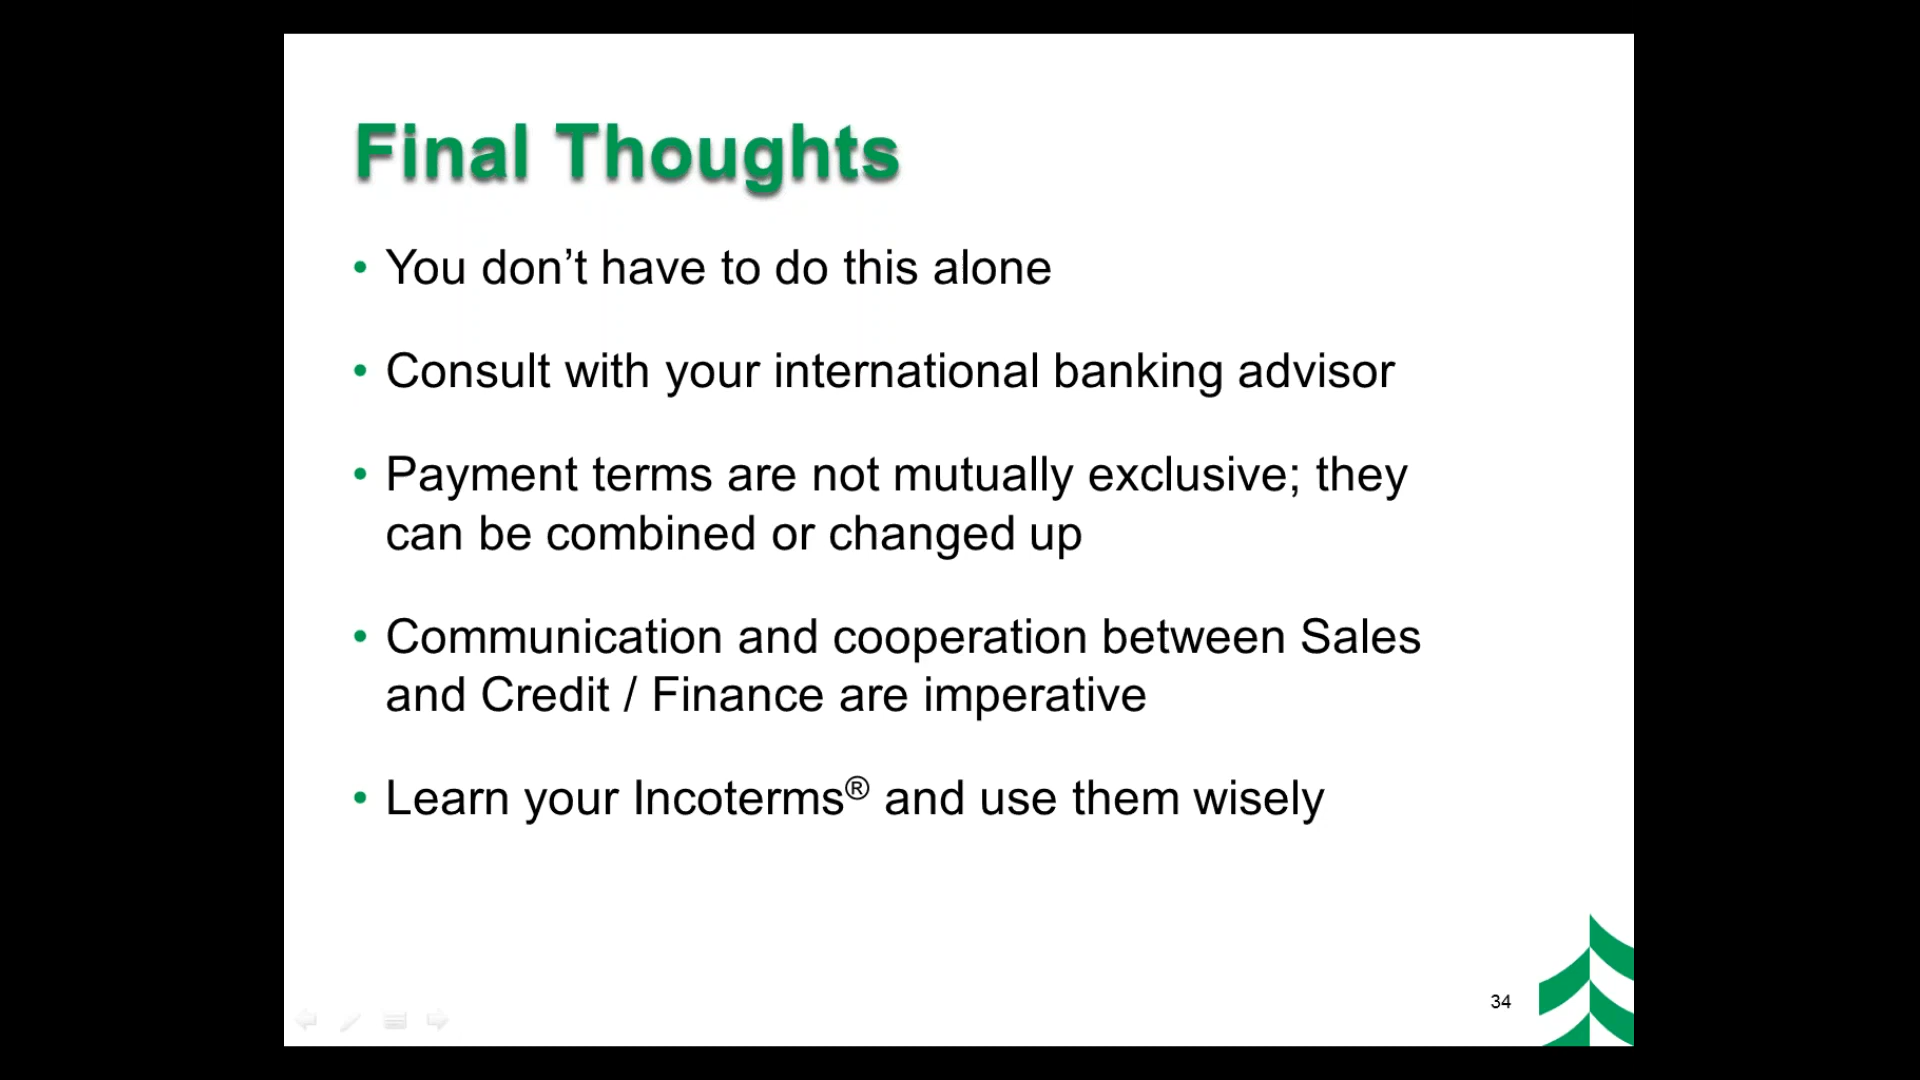 Final Thoughts
• You don’t have to do this alone
• Consult with your international banking advisor
• Payment terms are not mutually exclusive; they
can be combined or changed up
• Communication and cooperation between Sales
and Credit / Finance are imperative
• Learn your Incoterms® and use them wisely
34